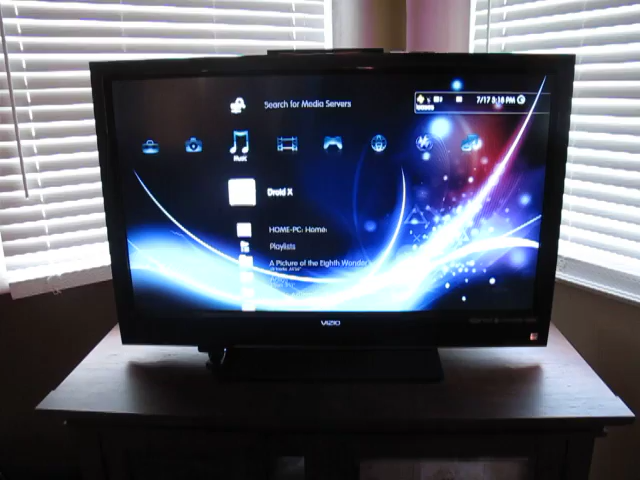 Search for Media Servers
7/17 3:18 PM
Music
Droid X
HOME-PC: Home:
Playlists
A Picture of the Eighth Wonder
VIZIO